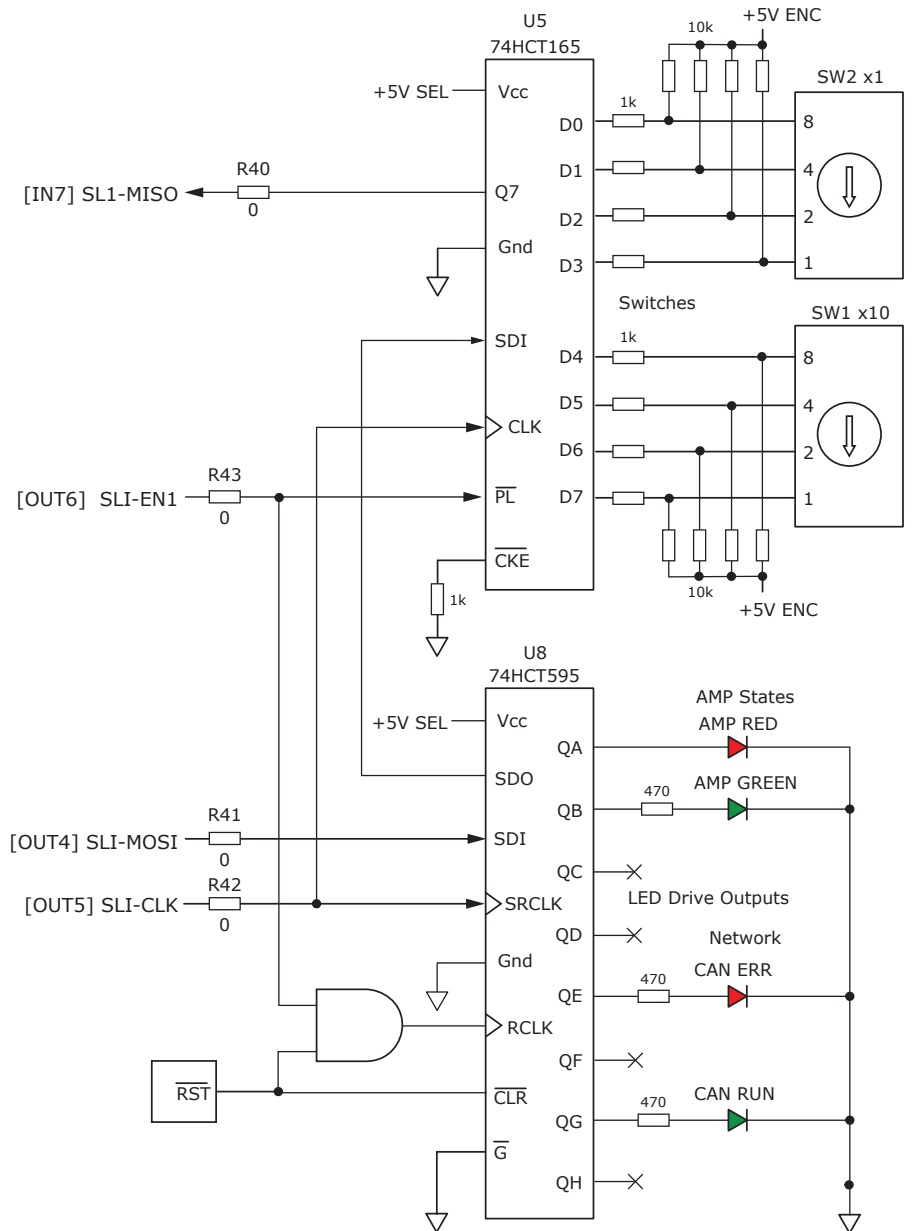 U5
74HCT165
+5V ENC
10k
SW2 x1
+5V SEL
Vcc
1k
D0
8
R40
D1
4
[IN7] SL1-MISO
Q7
0
D2
2
Gnd
D3
1
Switches
SW1 x10
SDI
1k
D4
8
D5
4
CLK
D6
2
R43
[OUT6] SLI-EN1
PL
D7
1
0
CKE
1k
10k
+5V ENC
U8
74HCT595
AMP States
+5V SEL
Vcc
AMP RED
QA
SDO
470
AMP GREEN
QB
R41
[OUT4] SLI-MOSI
SDI
0
QC
R42
[OUT5] SLI-CLK
SRCLK
LED Drive Outputs
0
QD
Network
Gnd
470
CAN ERR
QE
RCLK
QF
RST
CLR
470
CAN RUN
QG
G
QH